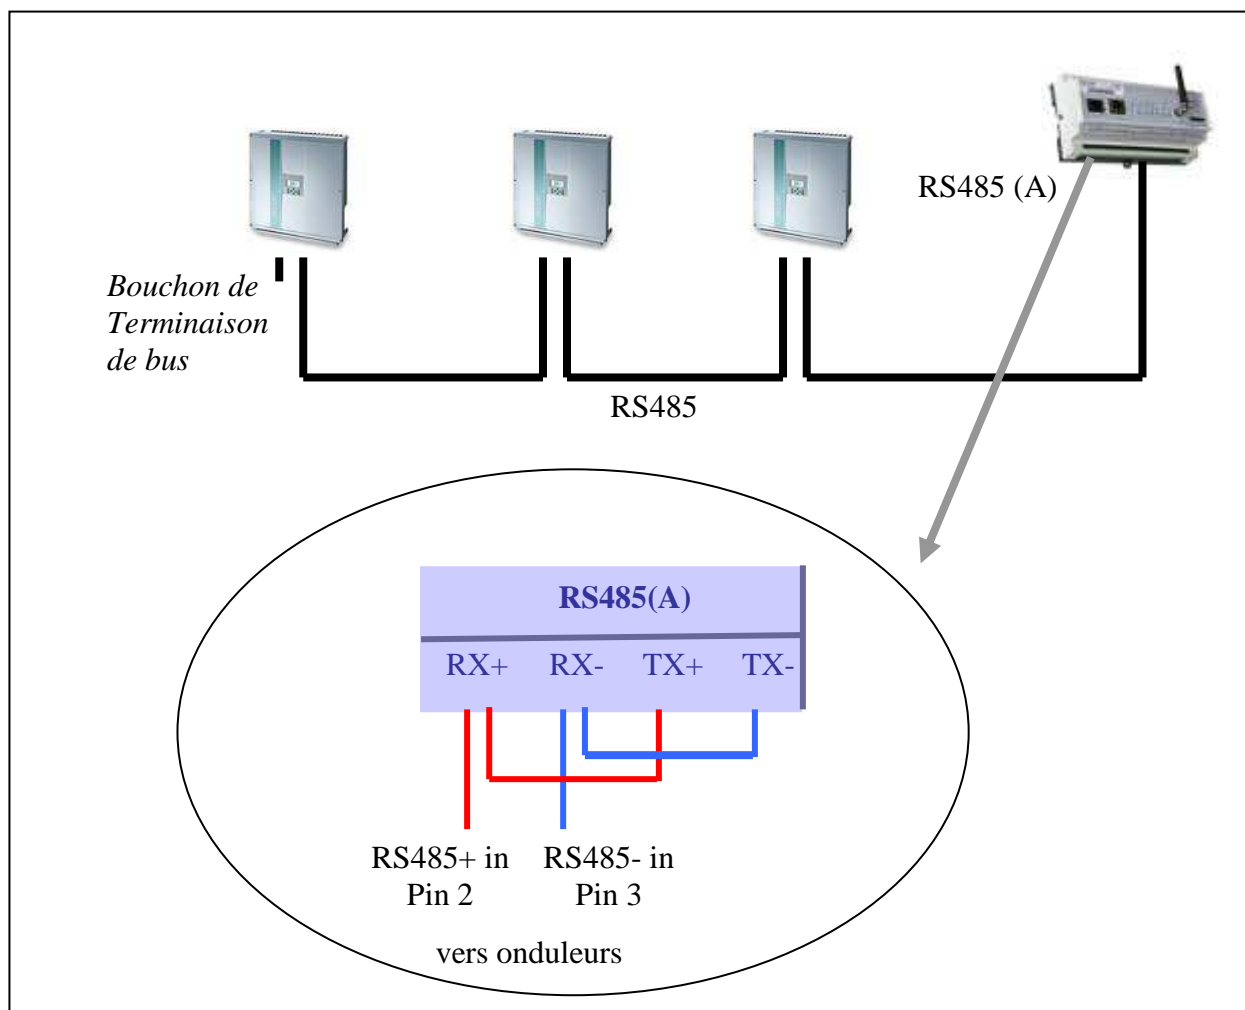 RS485 (A)
Bouchon de
Terminaison
de bus
RS485
RS485(A)
RX+ RX- TX+ TX-
RS485+ in RS485- in
Pin 2 Pin 3
vers onduleurs